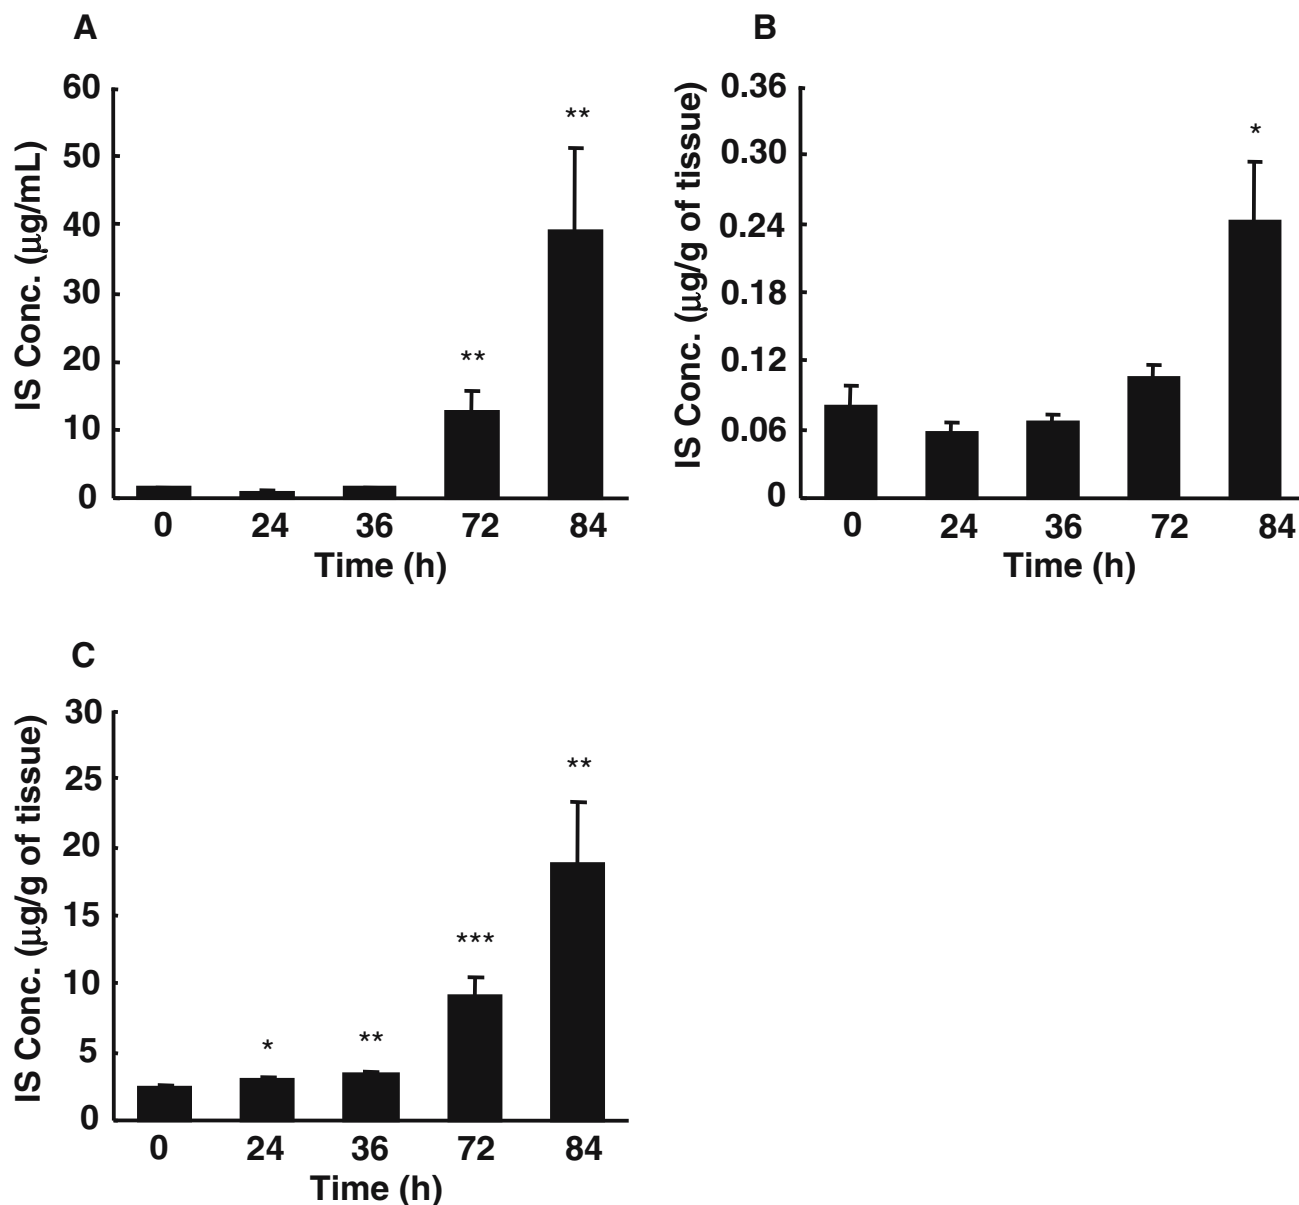 A
IS Conc. (μg/mL)
60
50
40
30
20
10
0
**
**
0 24 36 72 84
Time (h)
B
IS Conc. (μg/g of tissue)
0.36
0.30
0.24
0.18
0.12
0.06
0
*
0 24 36 72 84
Time (h)
C
IS Conc. (μg/g of tissue)
30
25
20
15
10
5
0
*
**
***
**
0 24 36 72 84
Time (h)